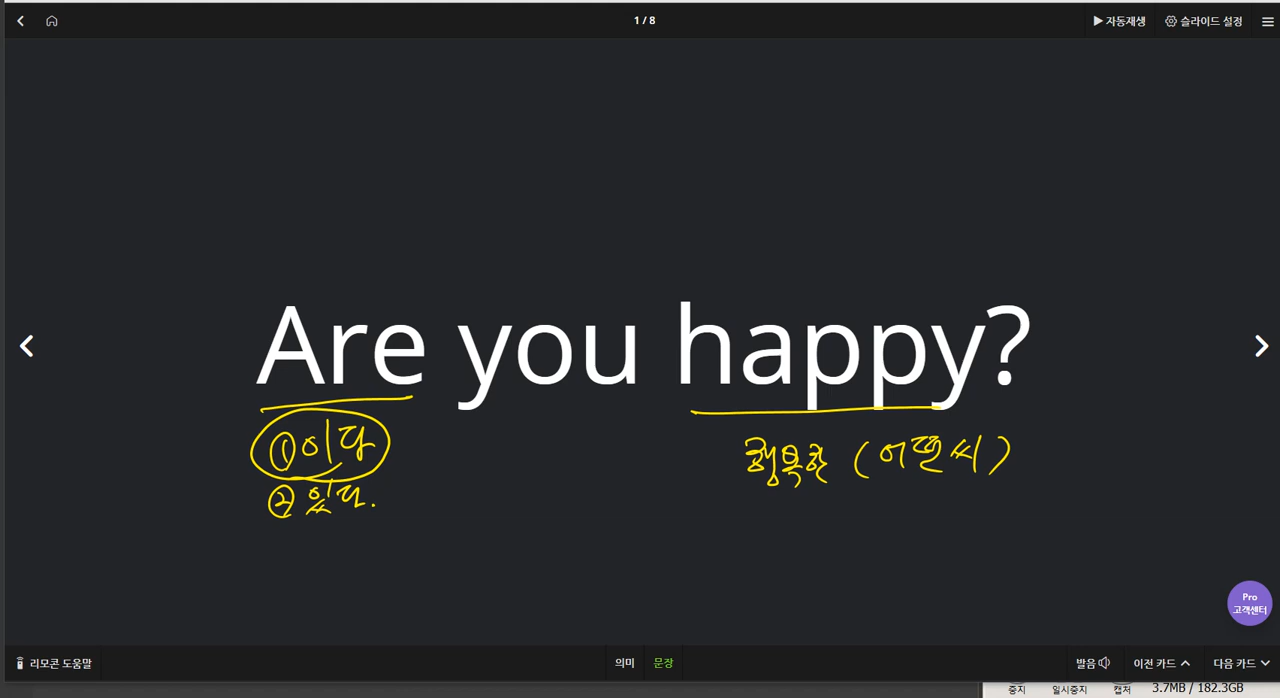 1 / 8
▶ 자동재생 슬라이드 설정
Are you happy?
① 이다
② 있다.
행복한 (어떤씨)
Pro
고객센터
리모콘 도움말 의미 문장 발음 이전 카드 다음 카드
중지 일시중지 캡처 3.7MB / 182.3GB